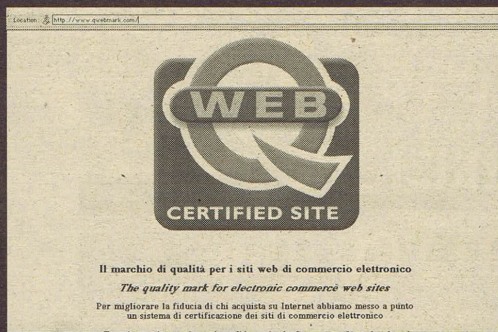 Location: http://www.qwebmark.com/
Q
WEB
CERTIFIED SITE
Il marchio di qualità per i siti web di commercio elettronico
The quality mark for electronic commerce web sites
Per migliorare la fiducia di chi acquista su Internet abbiamo messo a punto
un sistema di certificazione dei siti di commercio elettronico